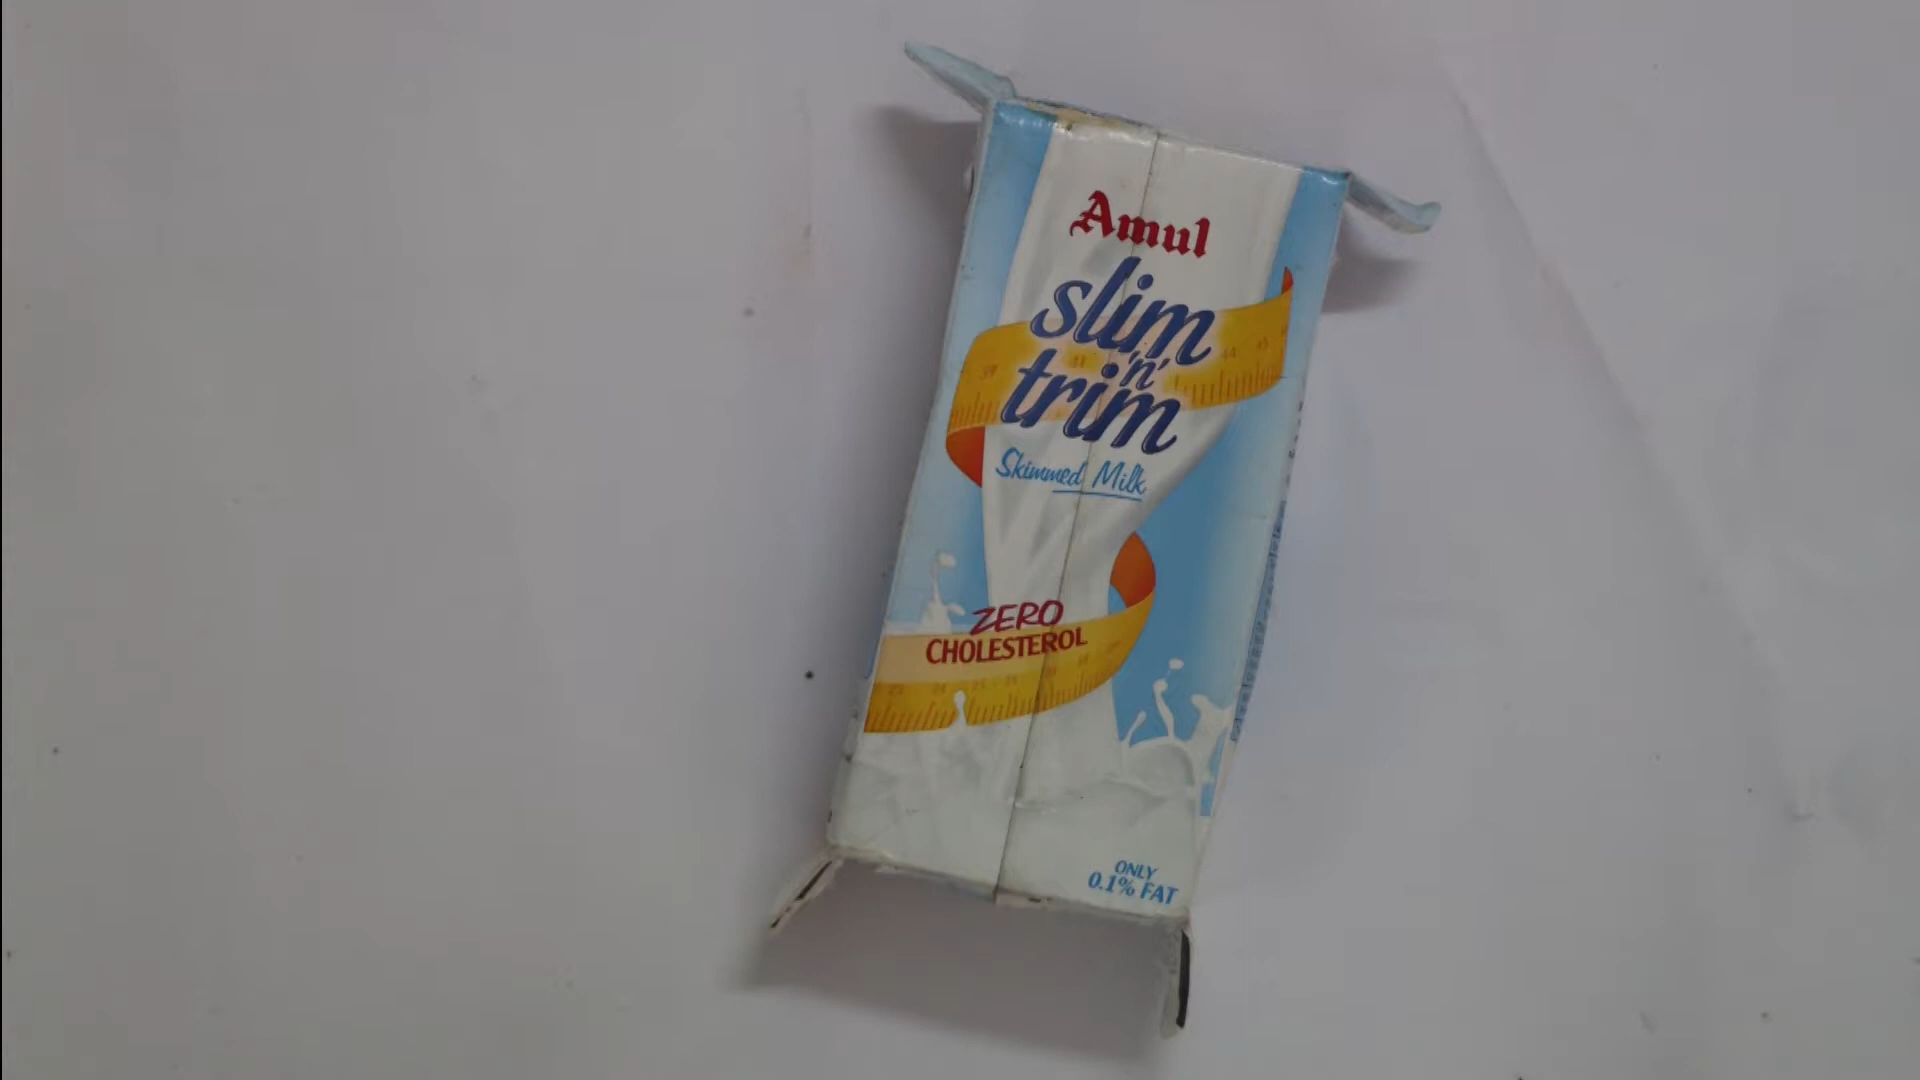 Amul
slim
'n'
trim
Skimmed Milk
ZERO
CHOLESTEROL
ONLY
0.1% FAT